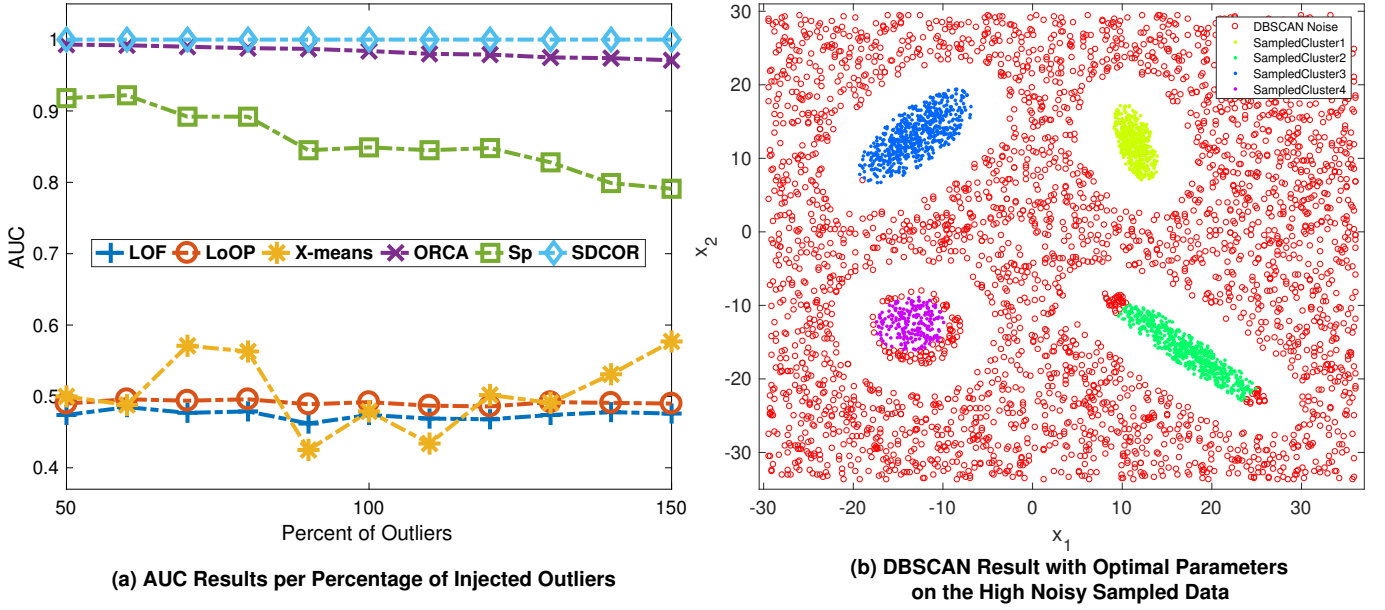 1
0.9
0.8
0.7
0.6
0.5
0.4
AUC
LOF LoOP X-means ORCA Sp SDCOR
50 100 150
Percent of Outliers
(a) AUC Results per Percentage of Injected Outliers
30
20
10
0
-10
-20
-30
x_2
DBSCAN Noise
SampledCluster1
SampledCluster2
SampledCluster3
SampledCluster4
-30 -20 -10 0 10 20 30
x_1
(b) DBSCAN Result with Optimal Parameters
on the High Noisy Sampled Data